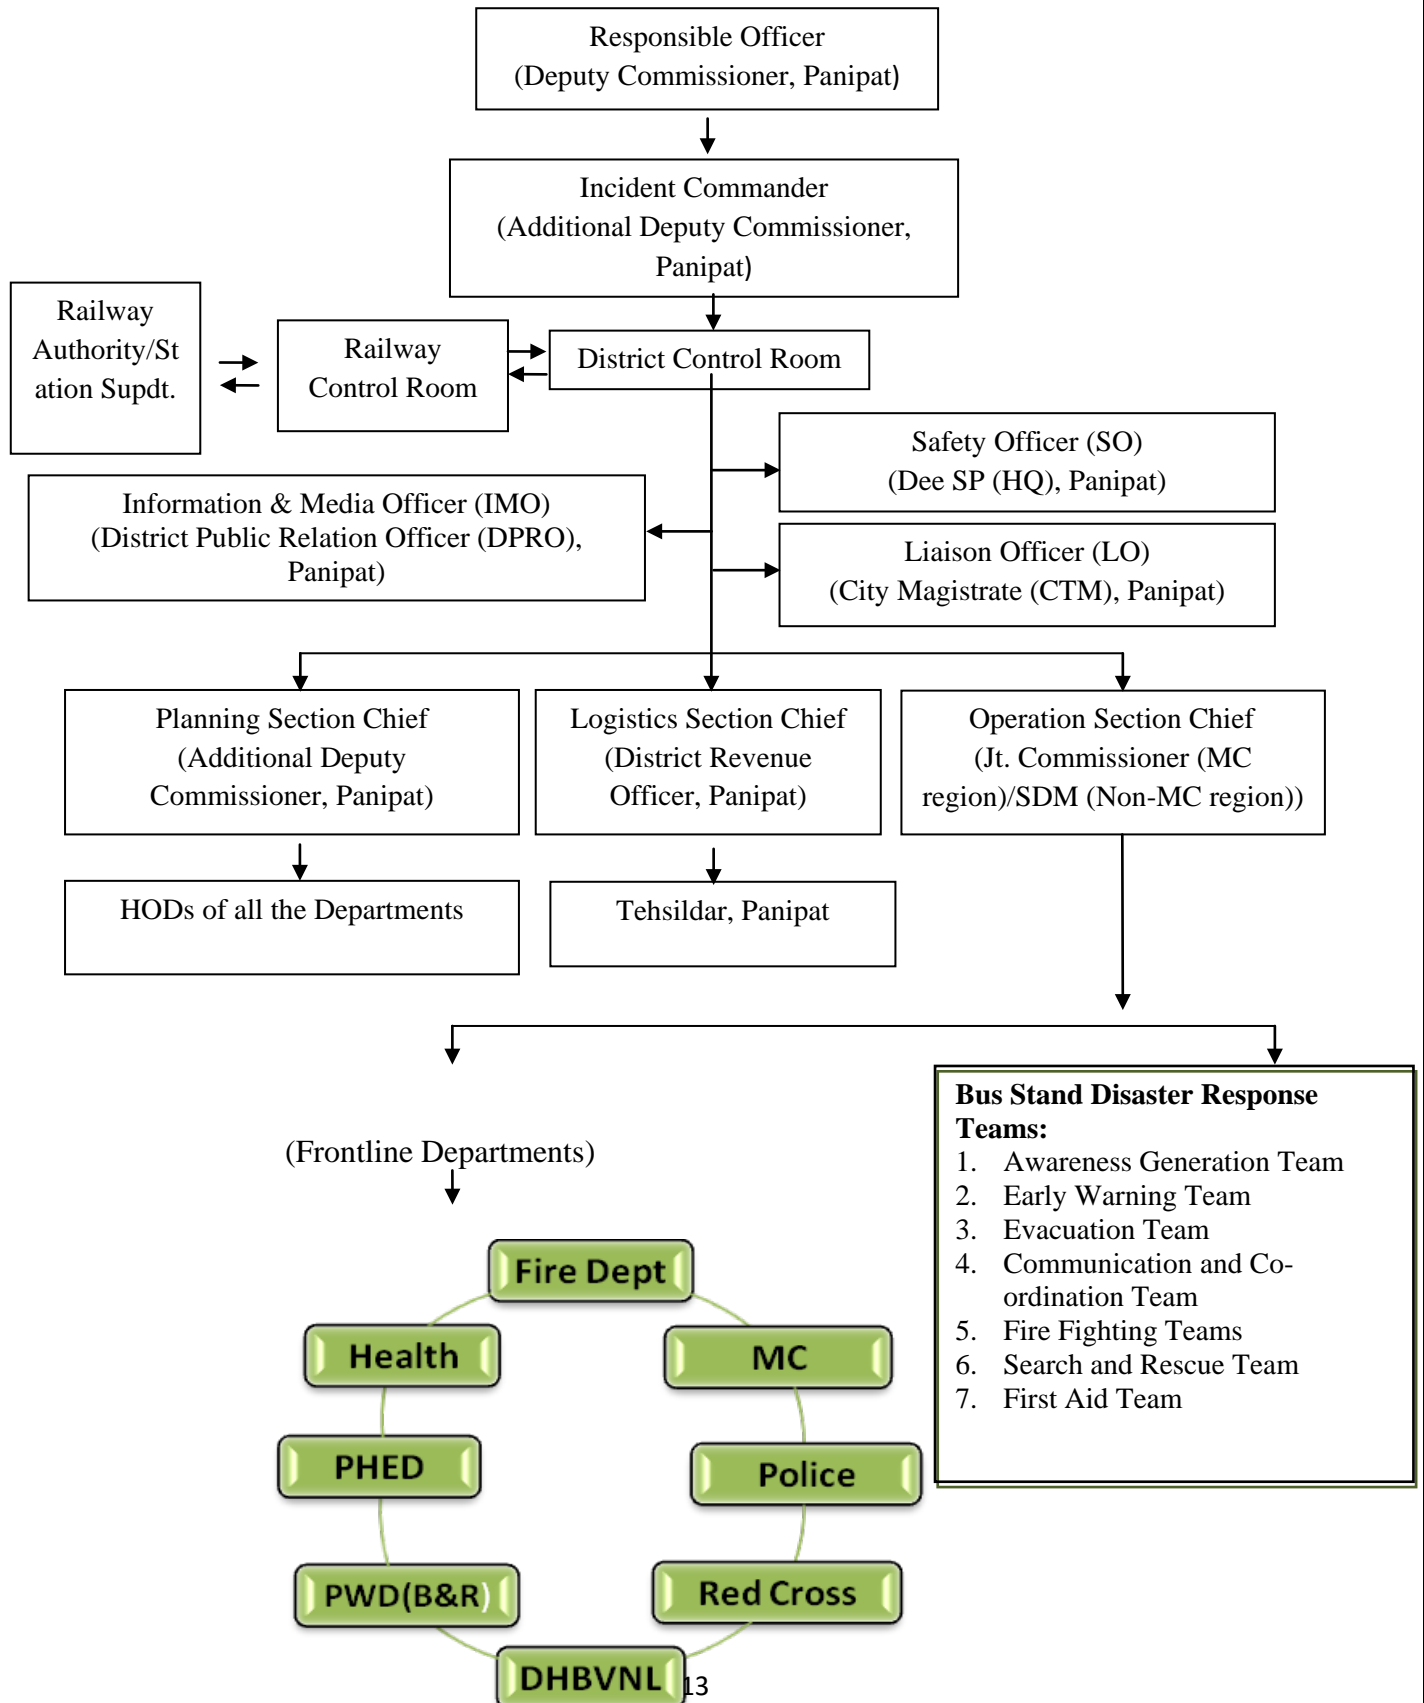 Responsible Officer
(Deputy Commissioner, Panipat)
Incident Commander
(Additional Deputy Commissioner,
Panipat)
Railway
Authority/St
ation Supdt.
Railway
Control Room
District Control Room
Safety Officer (SO)
(Dee SP (HQ), Panipat)
Information & Media Officer (IMO)
(District Public Relation Officer (DPRO),
Panipat)
Liaison Officer (LO)
(City Magistrate (CTM), Panipat)
Planning Section Chief
(Additional Deputy
Commissioner, Panipat)
Logistics Section Chief
(District Revenue
Officer, Panipat)
Operation Section Chief
(Jt. Commissioner (MC
region)/SDM (Non-MC region))
HODs of all the Departments
Tehsildar, Panipat
(Frontline Departments)
Bus Stand Disaster Response
Teams:
1. Awareness Generation Team
2. Early Warning Team
3. Evacuation Team
4. Communication and Co-
ordination Team
5. Fire Fighting Teams
6. Search and Rescue Team
7. First Aid Team
Fire Dept
Health
MC
PHED
Police
PWD(B&R)
Red Cross
DHBVNL
13